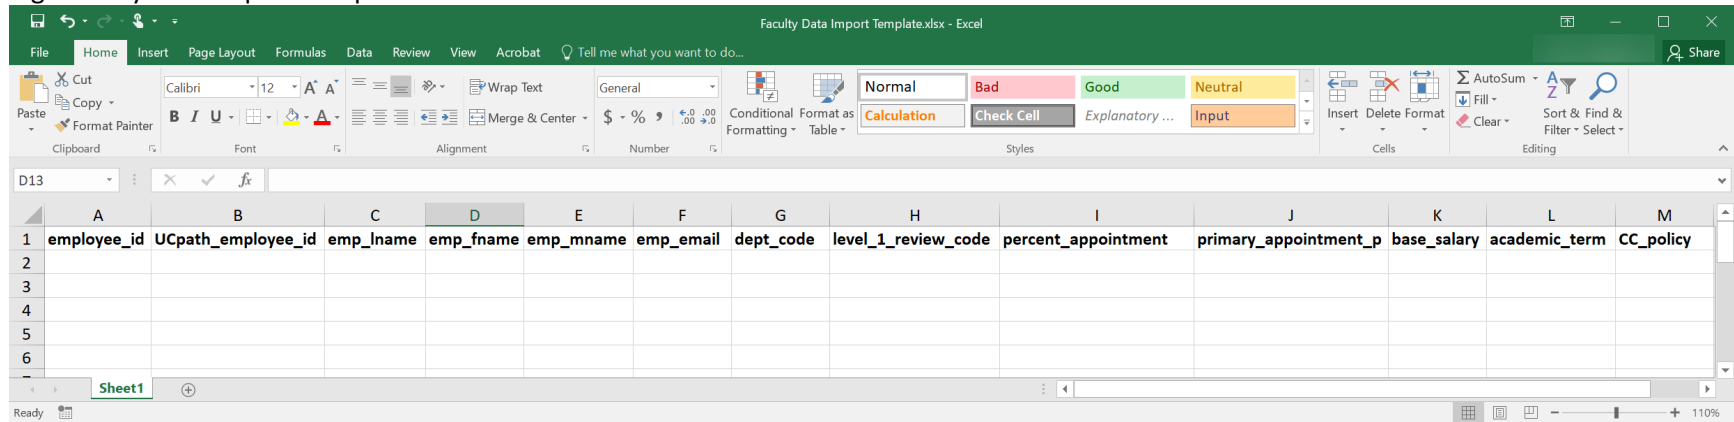 Faculty Data Import Template.xlsx - Excel
File Home Insert Page Layout Formulas Data Review View Acrobat Tell me what you want to do... Share
Paste
Cut
Copy
Format Painter
Clipboard
Calibri 12 A A
B I U A
Font
Wrap Text
Merge & Center
Alignment
General
$ % , .0 .00 .00 .0
Number
Conditional Formatting
Format as Table
Normal Bad Good Neutral
Calculation Check Cell Explanatory ... Input
Styles
Insert Delete Format
Cells
AutoSum
Fill
Clear
Sort & Filter
Find & Select
Editing
D13 fx
A B C D E F G H I J K L M
1 employee_id UCpath_employee_id emp_lname emp_fname emp_mname emp_email dept_code level_1_review_code percent_appointment primary_appointment_p base_salary academic_term CC_policy
2
3
4
5
6
Sheet1
Ready 110%